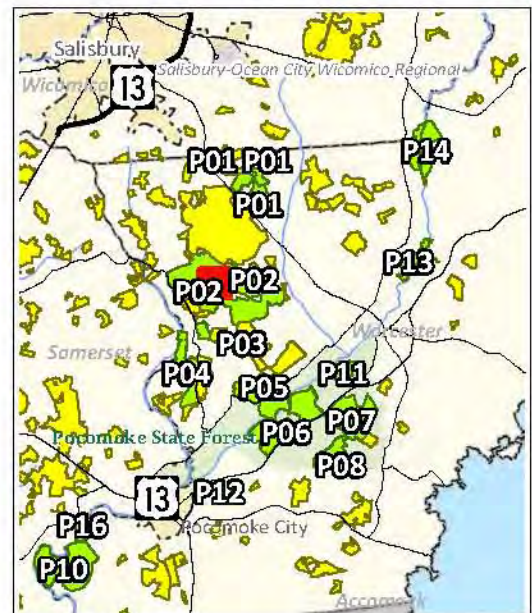 Salisbury
13
Salisbury-Ocean City Wicomico Regional
Wicomico
P14
P01 P01
P01
P13
P02
P02
Worcester
P03
Somerset
P04
P11
P05
P07
P06
Pocomoke State Forest
P08
13
P12
Pocomoke City
P16
P10
Accomack